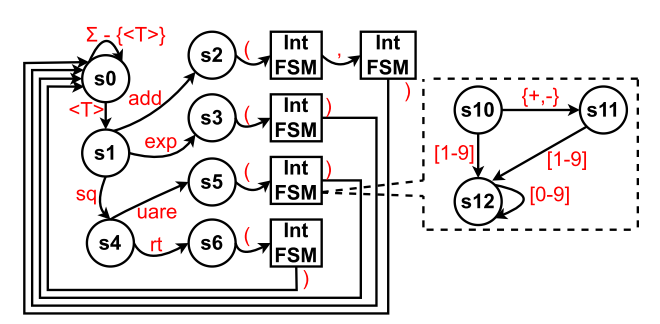 Σ - {<T>}
s0
<T>
add
s2
(
Int
FSM
,
Int
FSM
)
s1
exp
s3
(
Int
FSM
)
sq
s4
uare
s5
(
Int
FSM
)
rt
s6
(
Int
FSM
)
s10
{+,-}
s11
[1-9]
[1-9]
s12
[0-9]